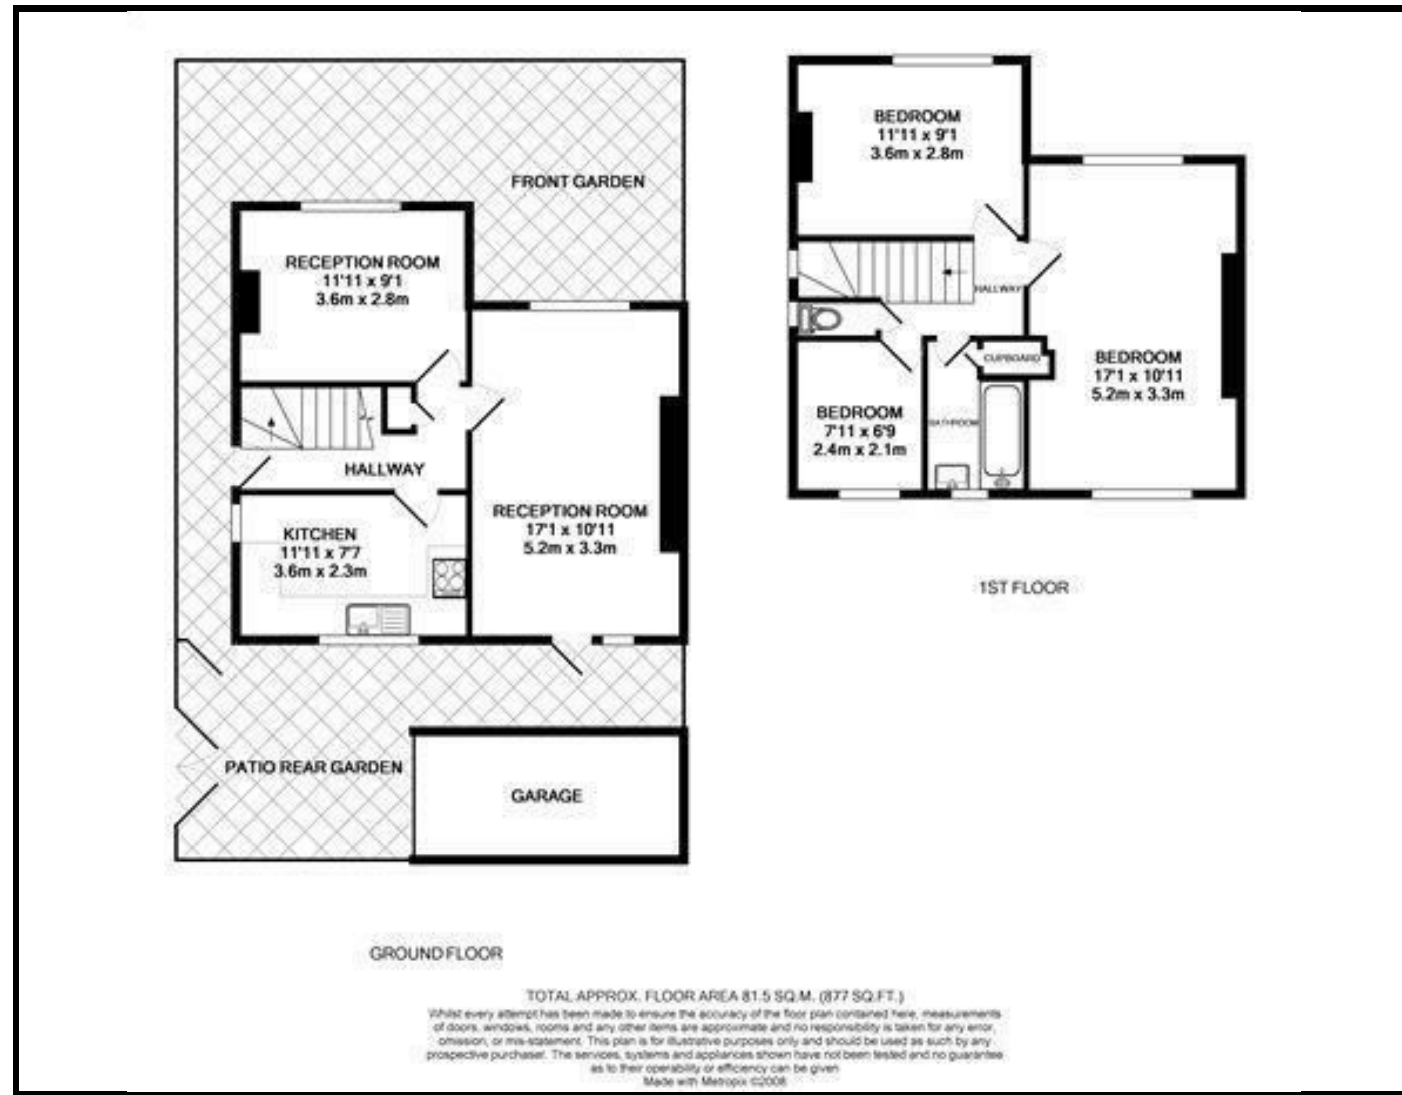 FRONT GARDEN
RECEPTION ROOM
11'11 x 9'1
3.6m x 2.8m
HALLWAY
KITCHEN
11'11 x 7'7
3.6m x 2.3m
RECEPTION ROOM
17'1 x 10'11
5.2m x 3.3m
PATIO REAR GARDEN
GARAGE
GROUND FLOOR
BEDROOM
11'11 x 9'1
3.6m x 2.8m
HALLWAY
CUPBOARD
BEDROOM
17'1 x 10'11
5.2m x 3.3m
BEDROOM
7'11 x 6'9
2.4m x 2.1m
BATHROOM
1ST FLOOR
TOTAL APPROX. FLOOR AREA 81.5 SQ.M. (877 SQ.FT.)
Whilst every attempt has been made to ensure the accuracy of the floor plan contained here, measurements
of doors, windows, rooms and any other items are approximate and no responsibility is taken for any error,
omission, or mis-statement. This plan is for illustrative purposes only and should be used as such by any
prospective purchaser. The services, systems and appliances shown have not been tested and no guarantee
as to their operability or efficiency can be given
Made with Metropix ©2008